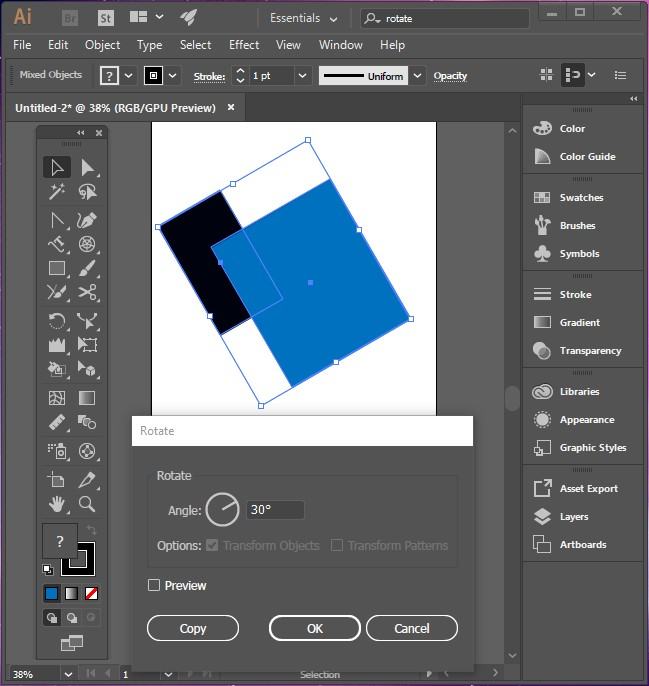 Ai Br St Essentials rotate
File Edit Object Type Select Effect View Window Help
Mixed Objects ? Stroke: 1 pt Uniform Opacity
Untitled-2* @ 38% (RGB/GPU Preview) ×
Color
Color Guide
Swatches
Brushes
Symbols
Stroke
Gradient
Transparency
Libraries
Appearance
Graphic Styles
Asset Export
Layers
Artboards
T
?
Rotate
Rotate
Angle: 30°
Options: Transform Objects Transform Patterns
Preview
Copy OK Cancel
38% 1 Selection